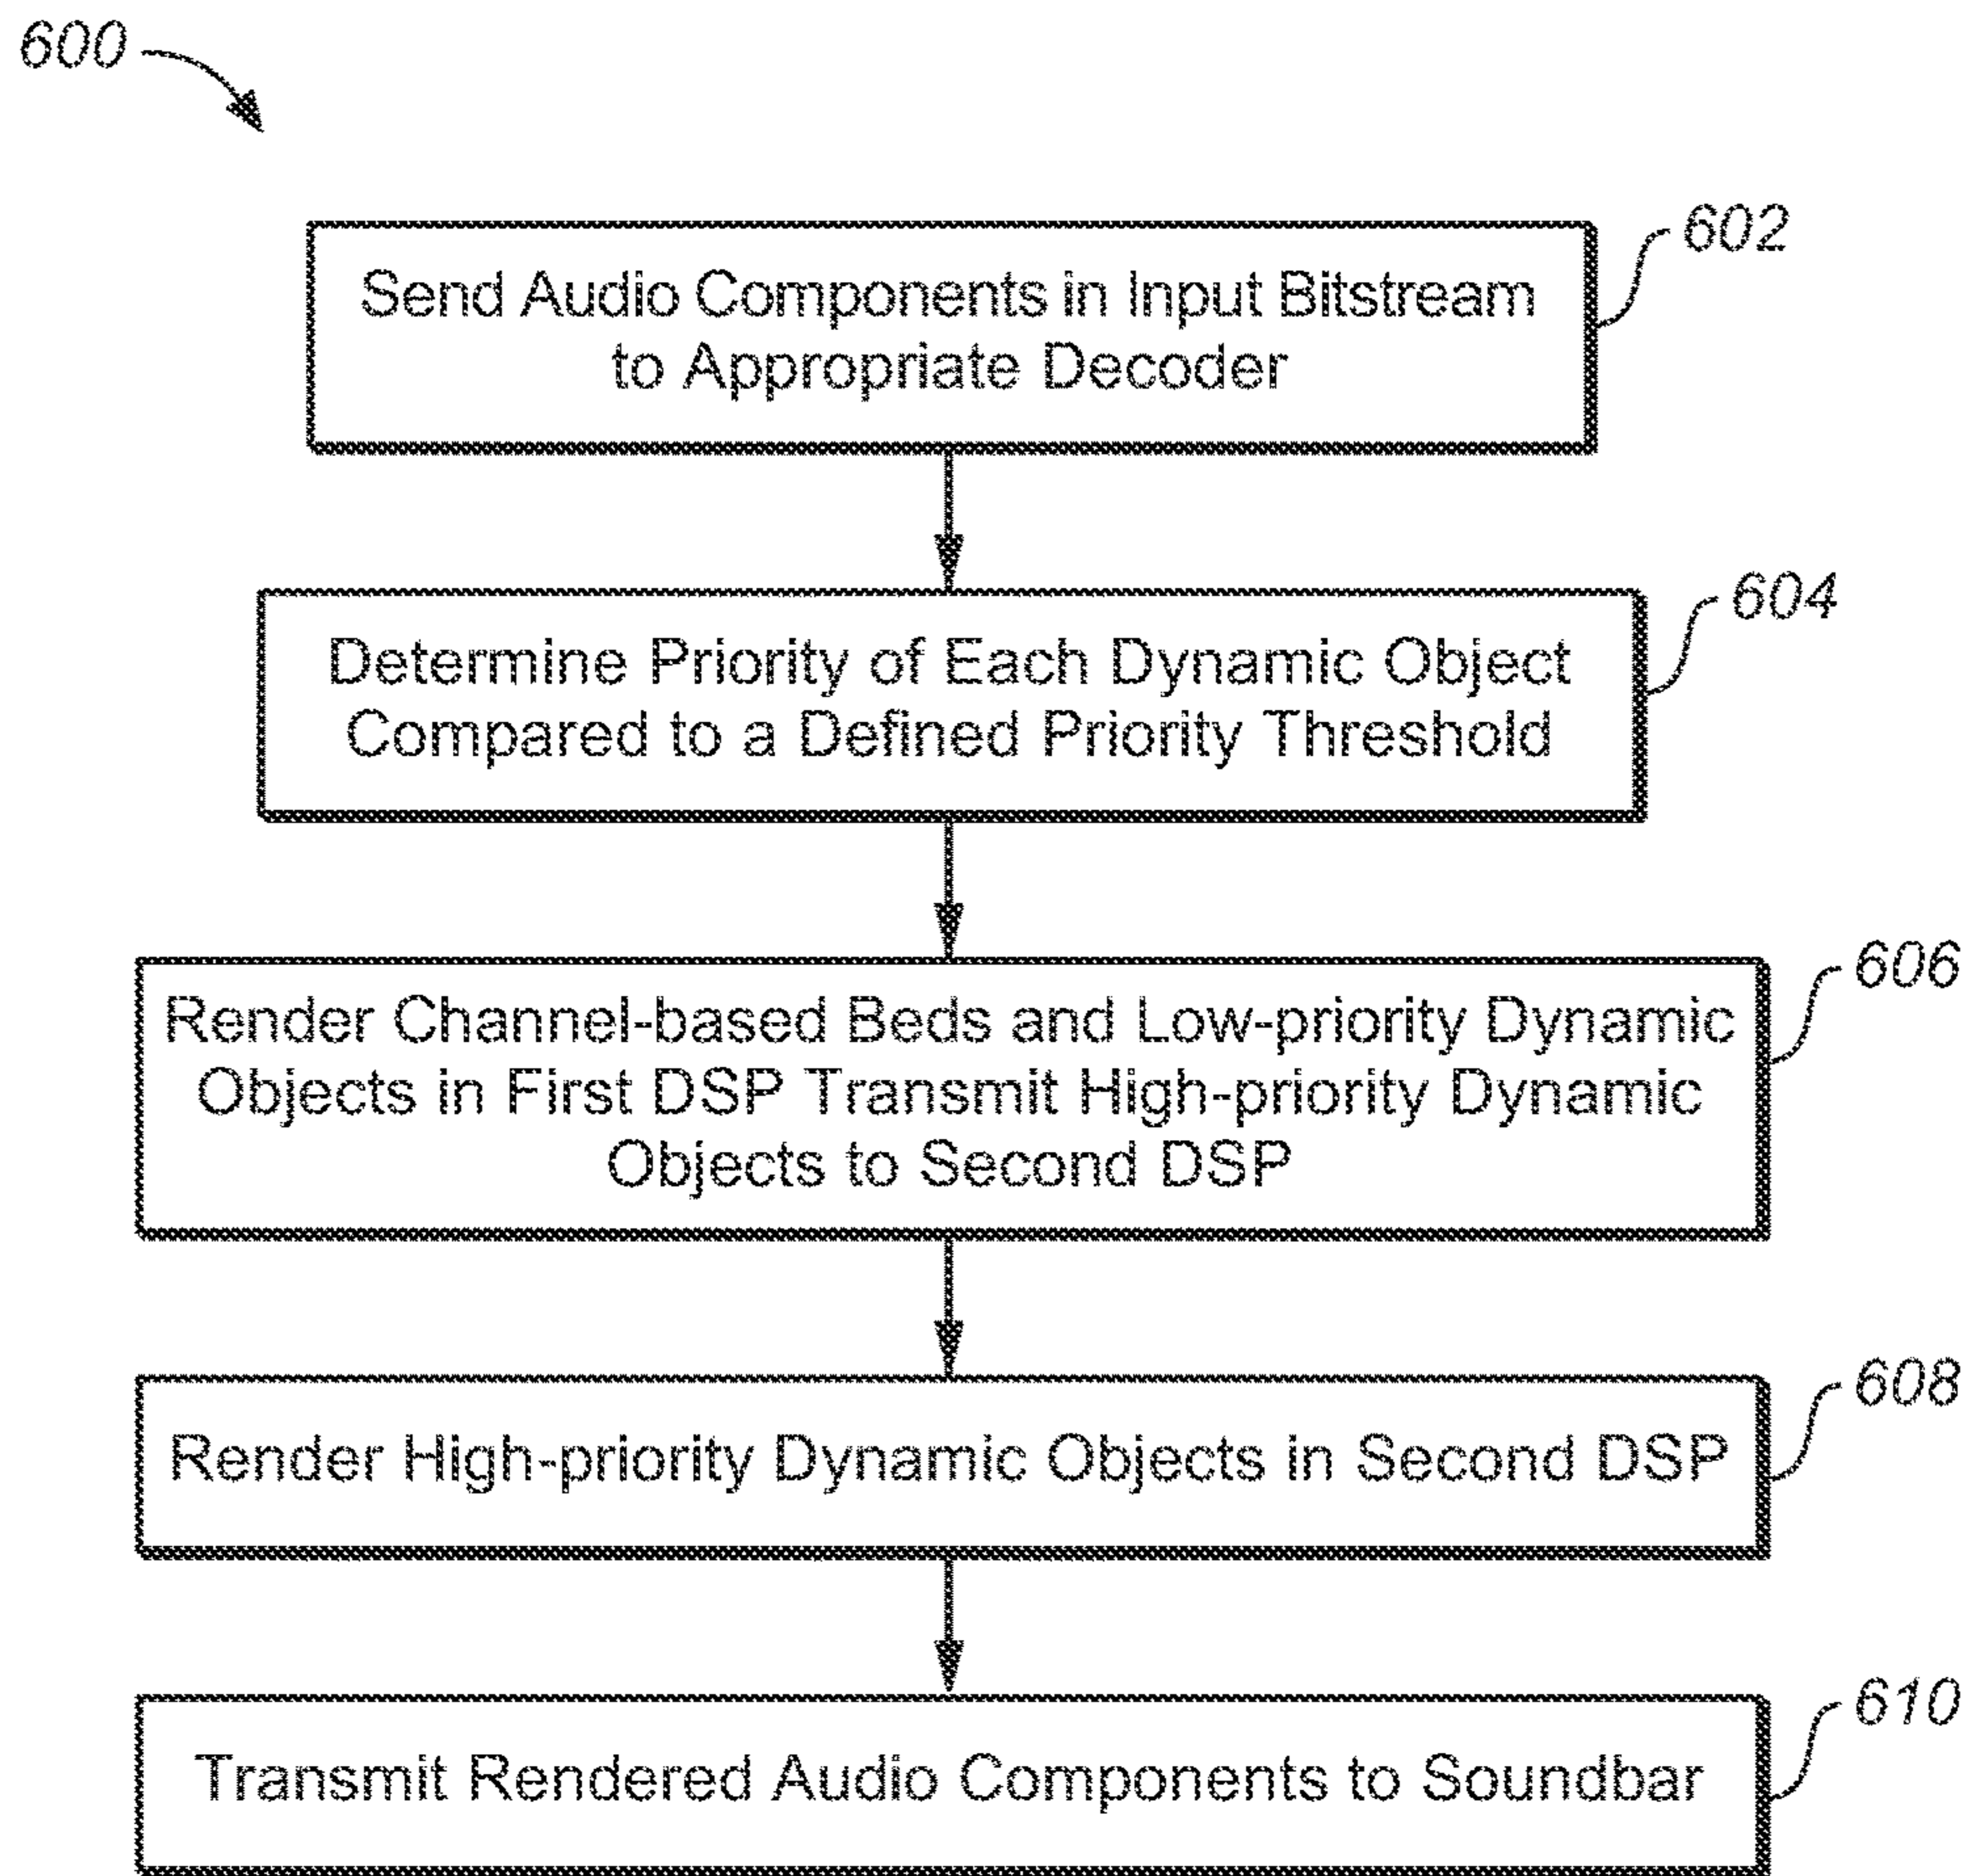 600
602
Send Audio Components in Input Bitstream
to Appropriate Decoder
604
Determine Priority of Each Dynamic Object
Compared to a Defined Priority Threshold
606
Render Channel-based Beds and Low-priority Dynamic
Objects in First DSP Transmit High-priority Dynamic
Objects to Second DSP
608
Render High-priority Dynamic Objects in Second DSP
610
Transmit Rendered Audio Components to Soundbar